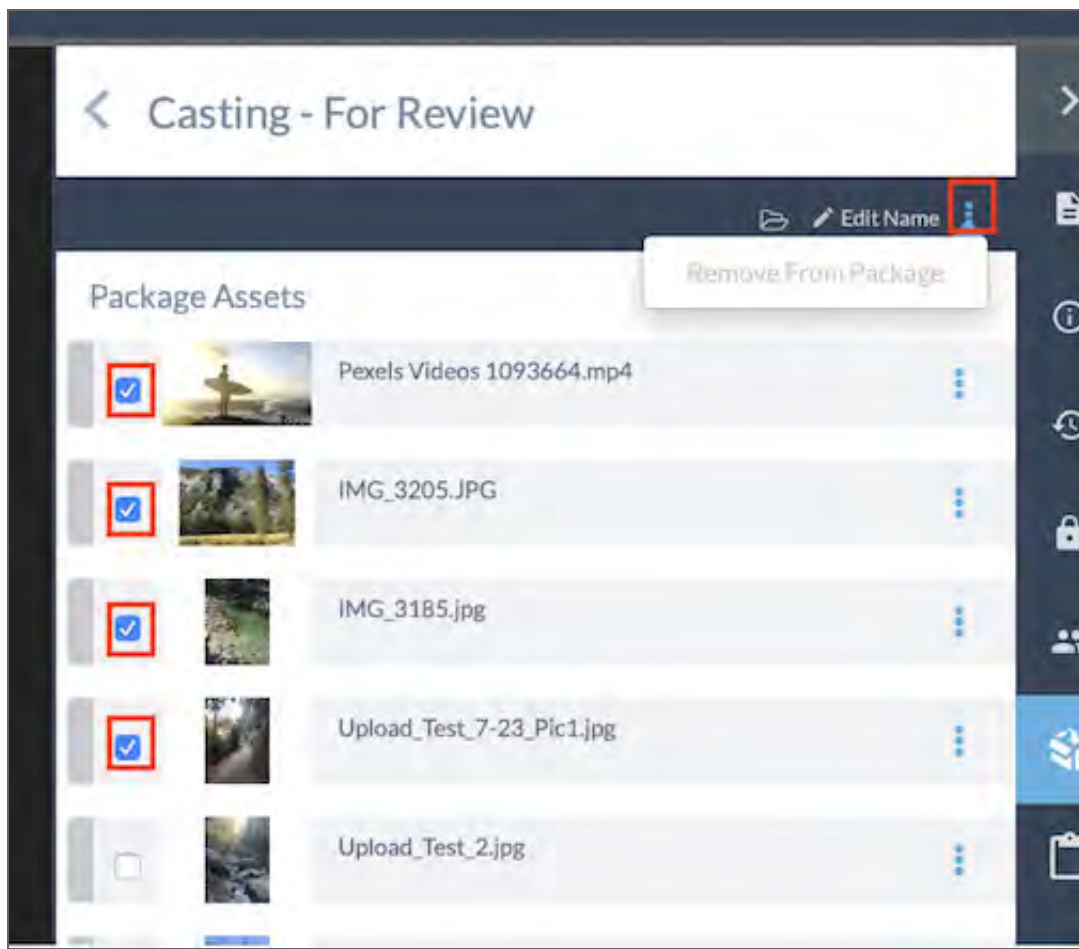 Casting - For Review
Edit Name
Remove From Package
Package Assets
Pexels Videos 1093664.mp4
IMG_3205.JPG
IMG_3185.jpg
Upload_Test_7-23_Pic1.jpg
Upload_Test_2.jpg